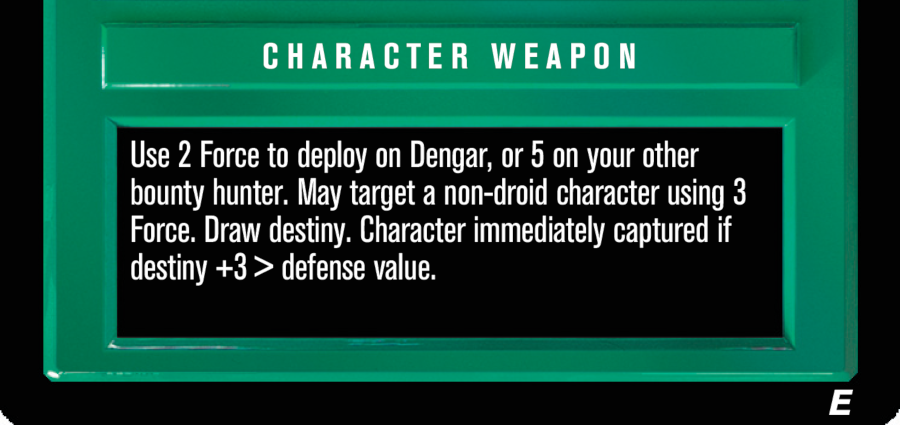 CHARACTER WEAPON
Use 2 Force to deploy on Dengar, or 5 on your other
bounty hunter. May target a non-droid character using 3
Force. Draw destiny. Character immediately captured if
destiny +3 > defense value.
E